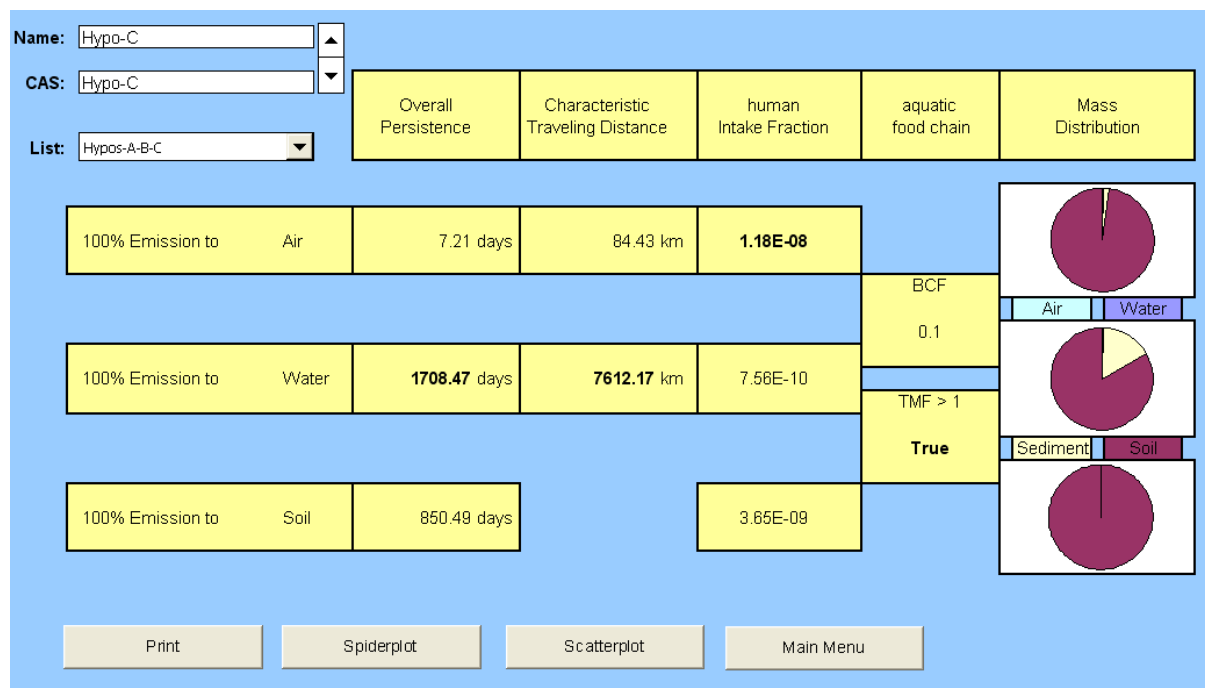 Name: Hypo-C
CAS: Hypo-C
List: Hypos-A-B-C
Overall Persistence
Characteristic Traveling Distance
human Intake Fraction
aquatic food chain
Mass Distribution
100% Emission to Air 7.21 days 84.43 km 1.18E-08
BCF
0.1
Air Water
100% Emission to Water 1708.47 days 7612.17 km 7.56E-10
TMF > 1
True
Sediment Soil
100% Emission to Soil 850.49 days 3.65E-09
Print Spiderplot Scatterplot Main Menu